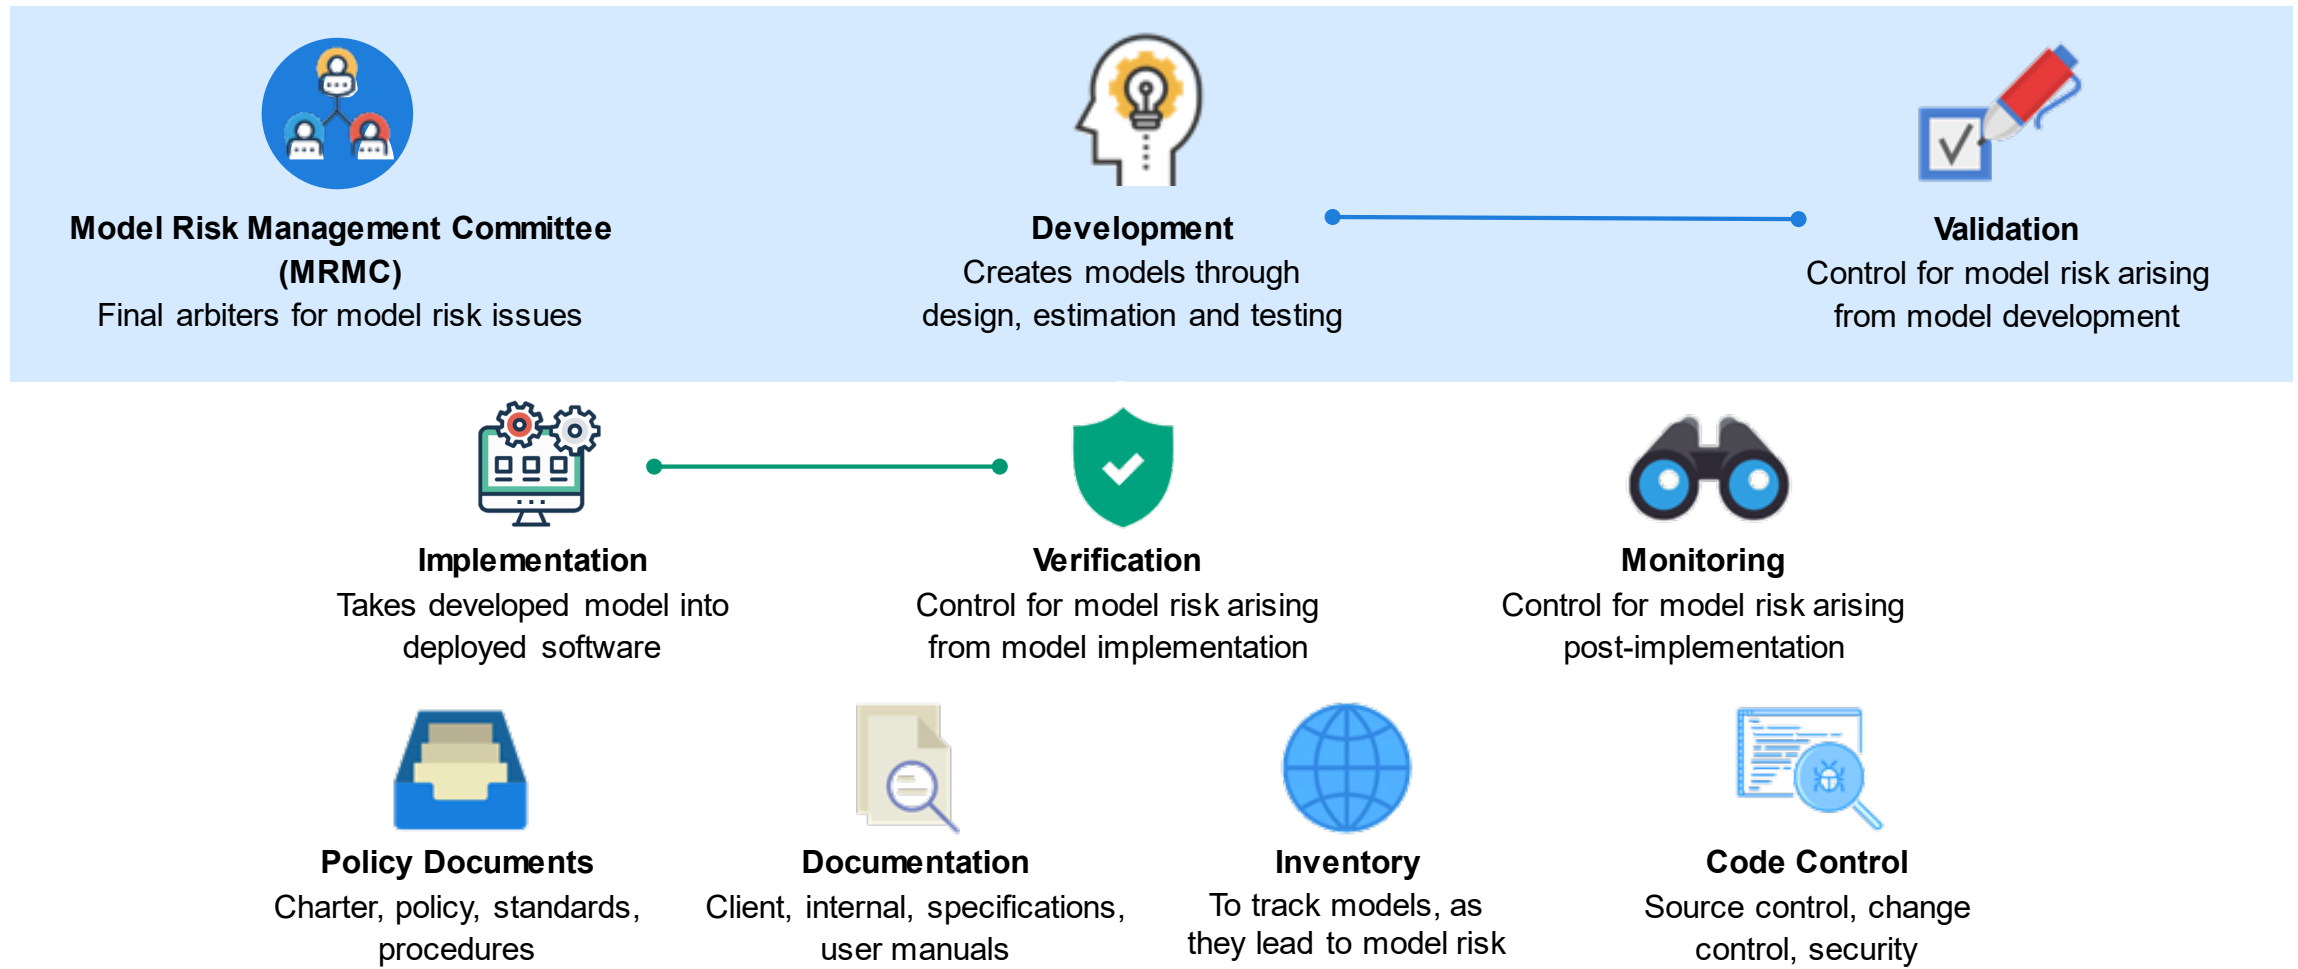 Model Risk Management Committee
(MRMC)
Final arbiters for model risk issues
Development
Creates models through
design, estimation and testing
Validation
Control for model risk arising
from model development
Implementation
Takes developed model into
deployed software
Verification
Control for model risk arising
from model implementation
Monitoring
Control for model risk arising
post-implementation
Policy Documents
Charter, policy, standards,
procedures
Documentation
Client, internal, specifications,
user manuals
Inventory
To track models, as
they lead to model risk
Code Control
Source control, change
control, security